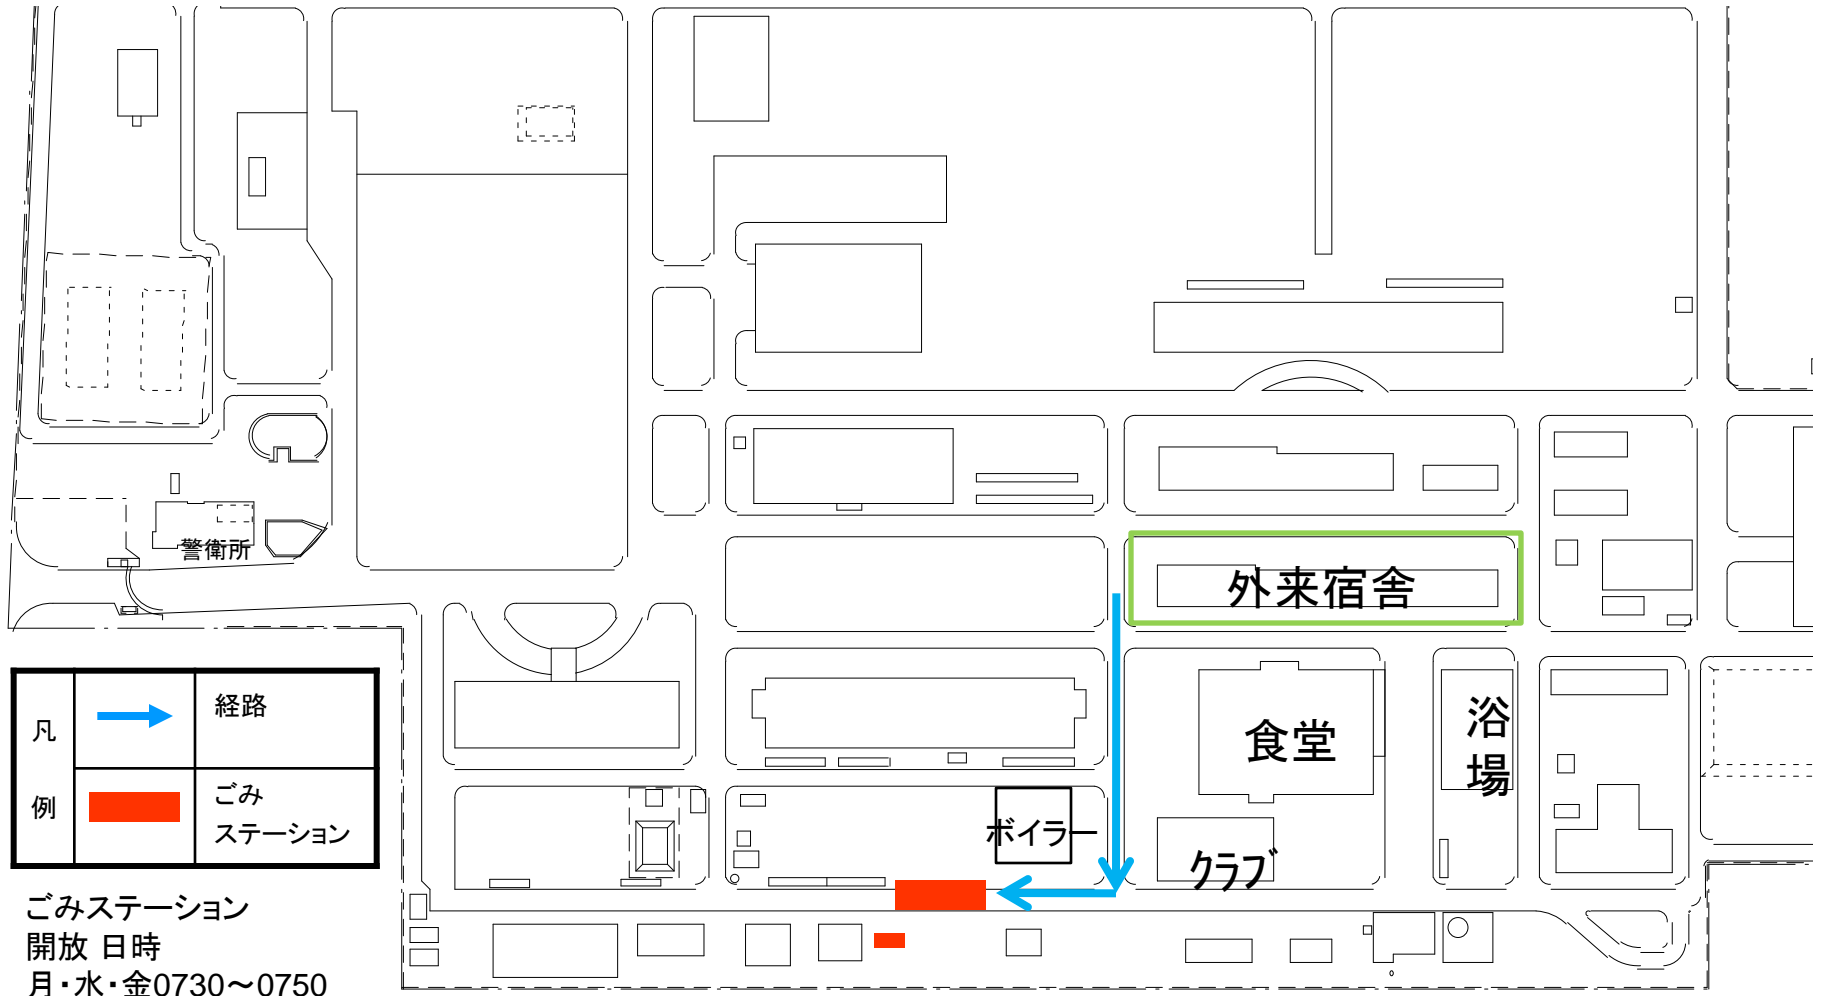 警衛所
外来宿舎
食堂
浴
場
ボイラー
クラブ
凡
例
経路
ごみ
ステーション
ごみステーション
開放 日時
月・水・金0730～0750